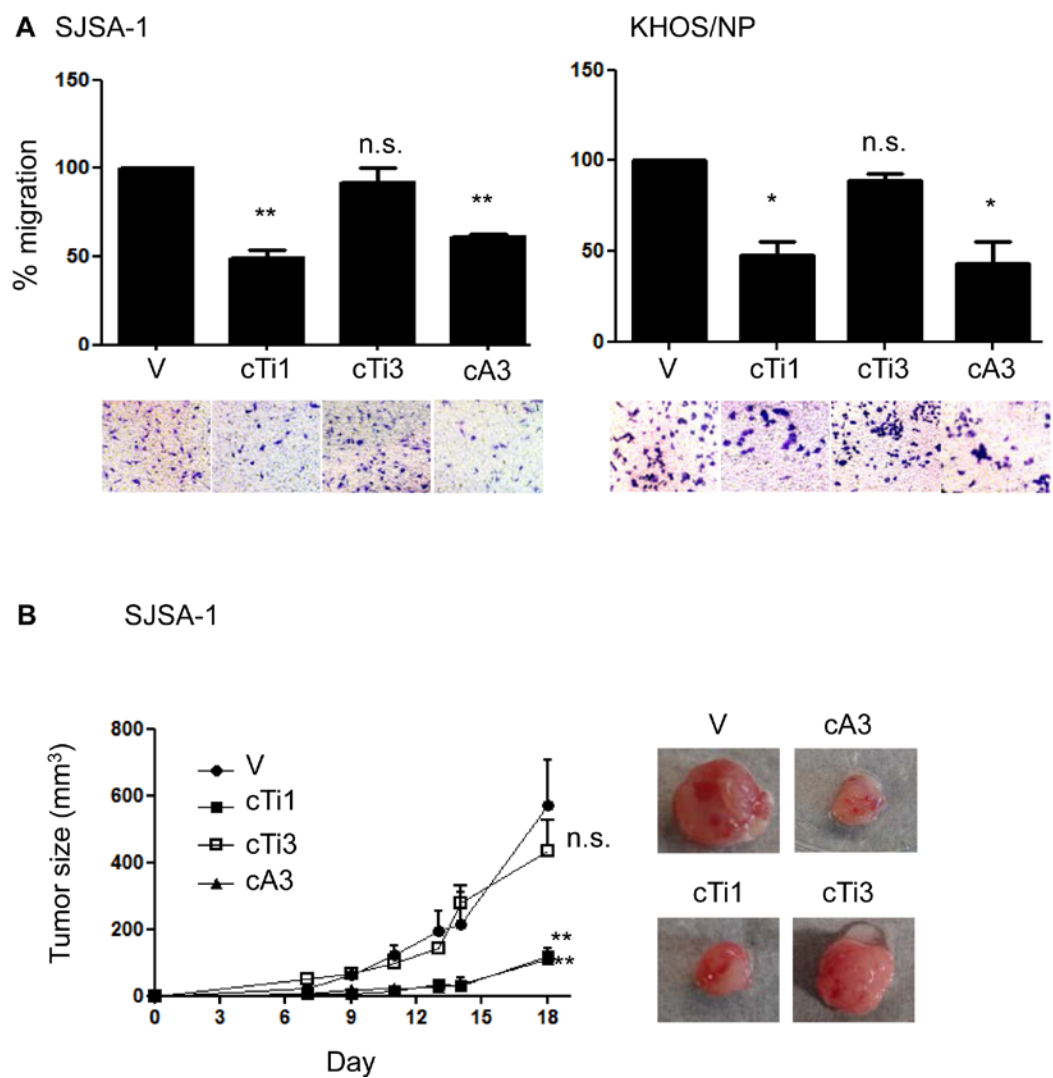 A SJSA-1
KHOS/NP
% migration
150
100
50
0
n.s.
**
**
V cTi1 cTi3 cA3
150
100
50
0
n.s.
*
*
V cTi1 cTi3 cA3
B SJSA-1
Tumor size (mm³)
800
600
400
200
0
V
cTi1
cTi3
cA3
n.s.
**
**
0 3 6 9 12 15 18
Day
V cA3
cTi1 cTi3